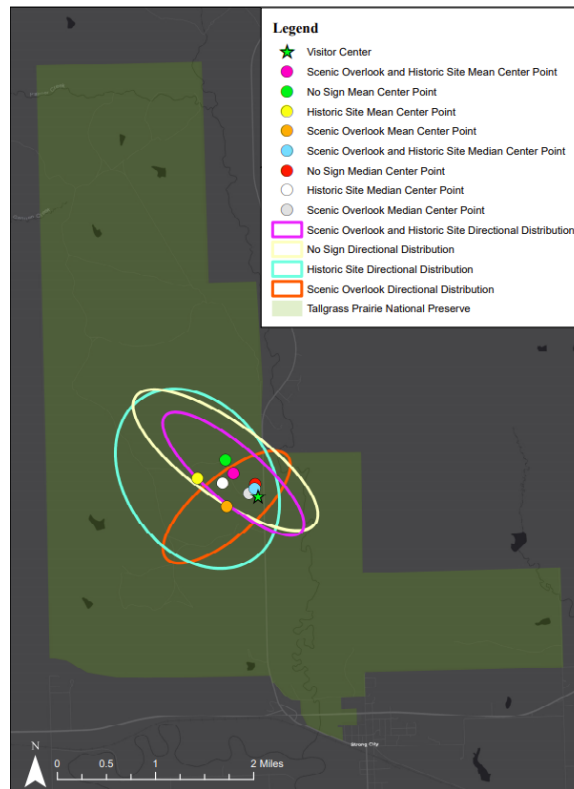 Legend
Visitor Center
Scenic Overlook and Historic Site Mean Center Point
No Sign Mean Center Point
Historic Site Mean Center Point
Scenic Overlook Mean Center Point
Scenic Overlook and Historic Site Median Center Point
No Sign Median Center Point
Historic Site Median Center Point
Scenic Overlook Median Center Point
Scenic Overlook and Historic Site Directional Distribution
No Sign Directional Distribution
Historic Site Directional Distribution
Scenic Overlook Directional Distribution
Tallgrass Prairie National Preserve
Strong City
N
0 0.5 1 2 Miles